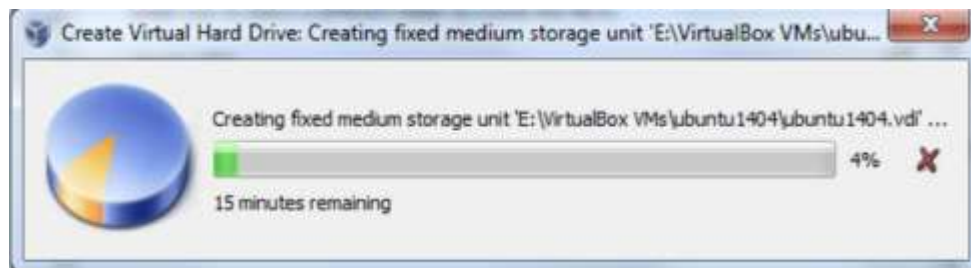 Create Virtual Hard Drive: Creating fixed medium storage unit 'E:\VirtualBox VMs\ubu...
Creating fixed medium storage unit 'E:\VirtualBox VMs\ubuntu1404\ubuntu1404.vdi' ...
4%
15 minutes remaining